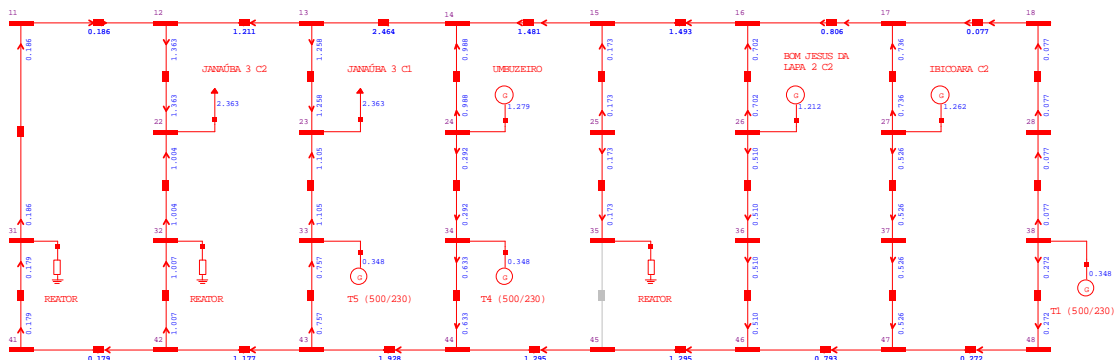 11 12 13 14 15 16 17 18
0.186 1.211 2.464 1.481 1.493 0.806 0.077
0.186 1.363 1.258 0.988 0.173 0.702 0.736 0.077
JANAÚBA 3 C2
JANAÚBA 3 C1
UMBUZEIRO
BOM JESUS DA
LAPA 2 C2
IBICOARA C2
G G G
2.363 2.363 1.279 1.212 1.262
1.363 1.258 0.988 0.173 0.702 0.736 0.077
22 23 24 25 26 27 28
1.004 1.105 0.292 0.173 0.510 0.526 0.077
0.186 1.004 1.105 0.292 0.173 0.510 0.526 0.077
31 32 33 34 35 36 37 38
0.179 1.007 0.757 0.633 0.510 0.526 0.272
0.348 0.348 0.348
G G G
REATOR
REATOR
T5 (500/230)
T4 (500/230)
REATOR
T1 (500/230)
0.179 1.007 0.757 0.633 0.510 0.526 0.272
41 42 43 44 45 46 47 48
0.179 1.177 1.928 1.295 1.295 0.793 0.272